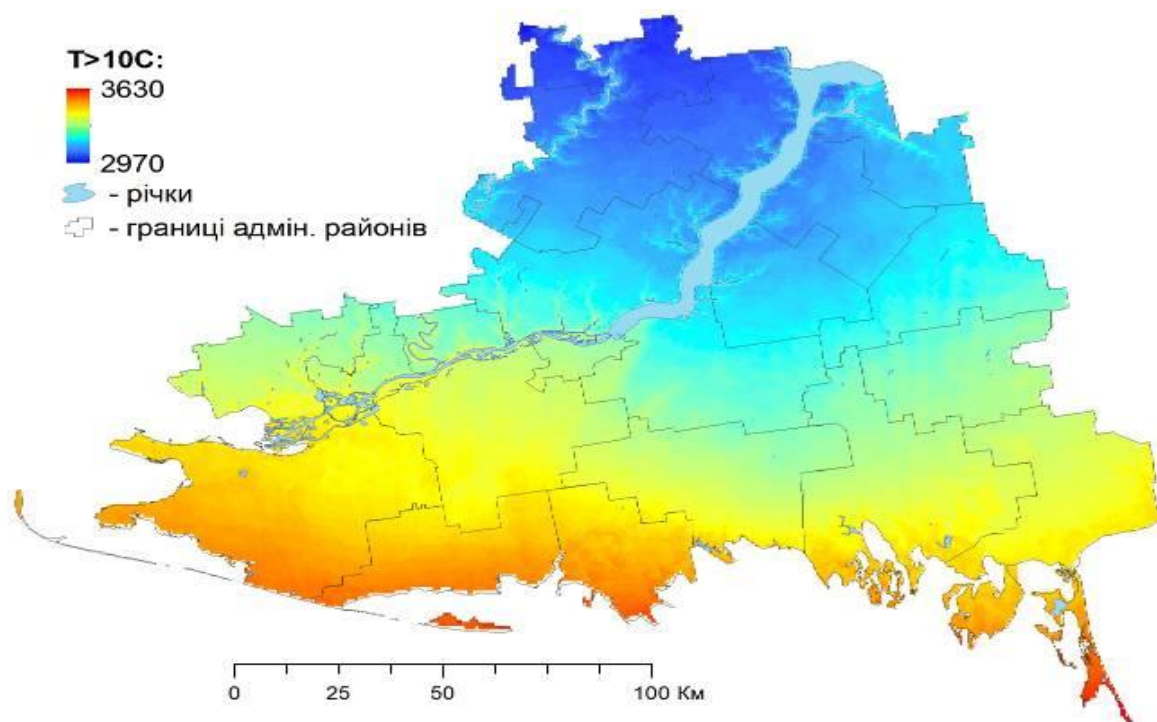 T>10C:
3630
2970
- річки
- границі адмін. районів
0 25 50 100 Км